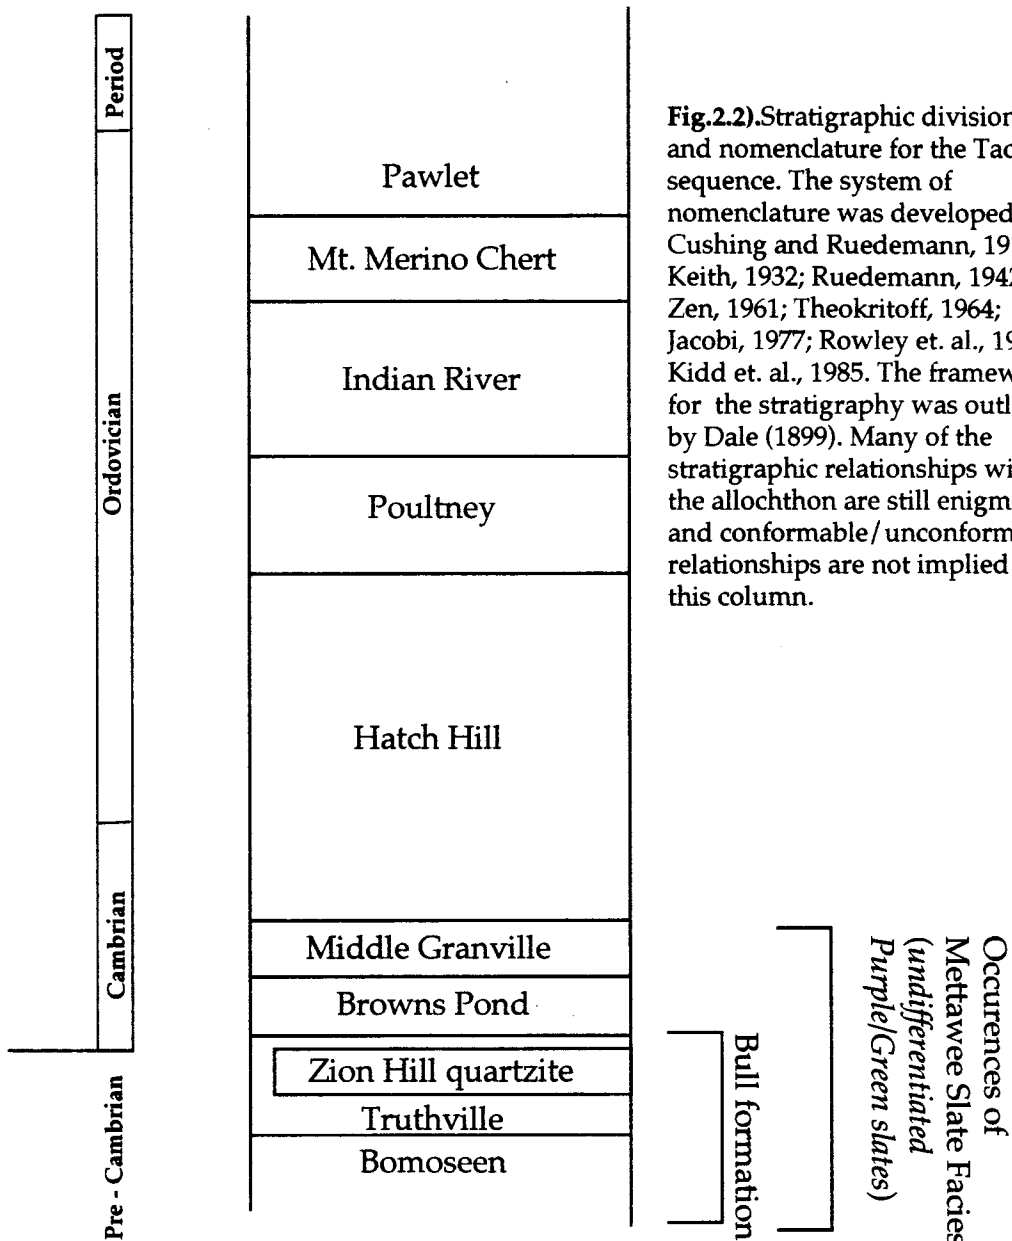 Period
Ordovician
Cambrian
Pre - Cambrian
Pawlet
Mt. Merino Chert
Indian River
Poultney
Hatch Hill
Middle Granville
Browns Pond
Zion Hill quartzite
Truthville
Bomoseen
Bull formation
Occurences of
Mettawee Slate Facies
(undifferentiated
Purple/Green slates)
Fig.2.2).Stratigraphic division
and nomenclature for the Tac
sequence. The system of
nomenclature was developed
Cushing and Ruedemann, 19
Keith, 1932; Ruedemann, 1942
Zen, 1961; Theokritoff, 1964;
Jacobi, 1977; Rowley et. al., 19
Kidd et. al., 1985. The framew
for the stratigraphy was outl
by Dale (1899). Many of the
stratigraphic relationships wi
the allochthon are still enigm
and conformable/unconform
relationships are not implied
this column.